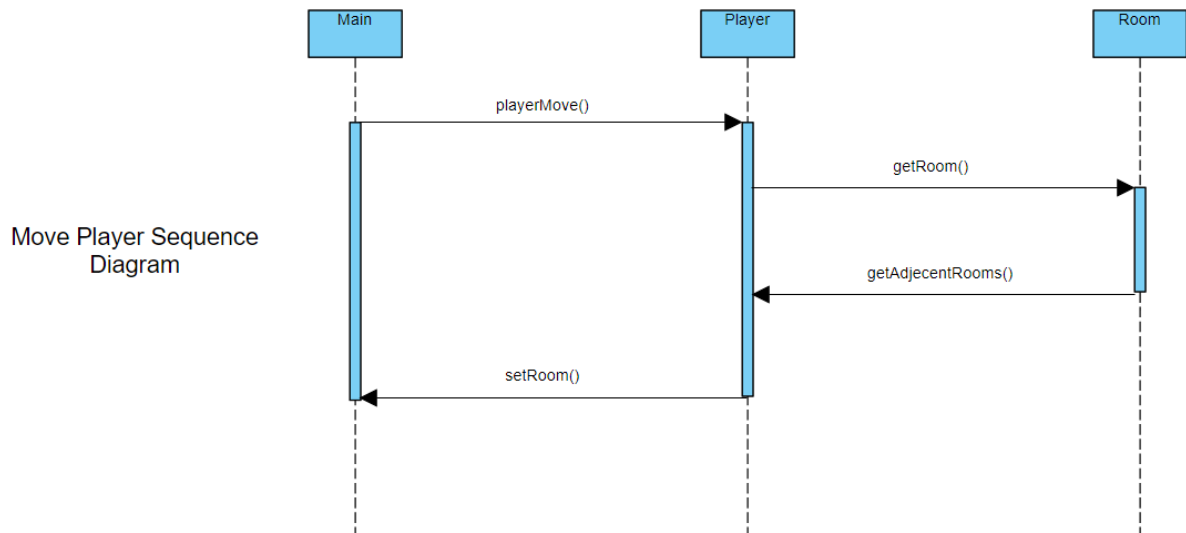 Main
Player
Room
playerMove()
getRoom()
Move Player Sequence
Diagram
getAdjecentRooms()
setRoom()